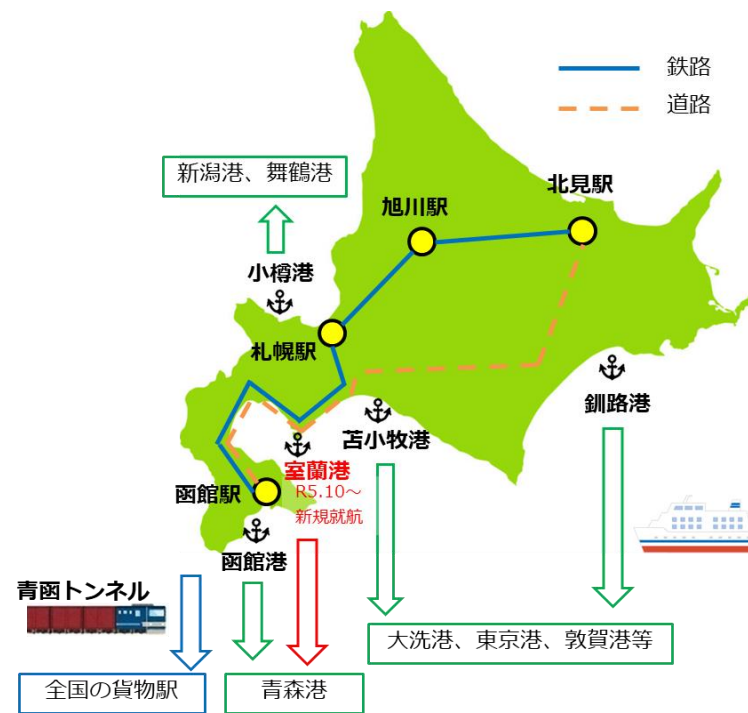 鉄路
道路
新潟港、舞鶴港
北見駅
旭川駅
小樽港
札幌駅
釧路港
苫小牧港
室蘭港
R5.10～
新規就航
函館駅
函館港
青函トンネル
大洗港、東京港、敦賀港等
全国の貨物駅
青森港